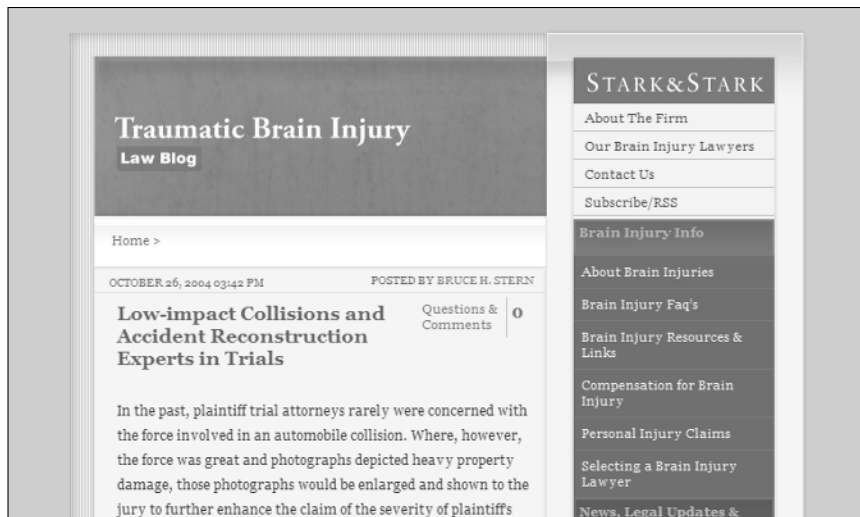 Traumatic Brain Injury
Law Blog
Home >
OCTOBER 26, 2004 03:42 PM
POSTED BY BRUCE H. STERN
Low-impact Collisions and
Accident Reconstruction
Experts in Trials
Questions &
Comments
0
In the past, plaintiff trial attorneys rarely were concerned with
the force involved in an automobile collision. Where, however,
the force was great and photographs depicted heavy property
damage, those photographs would be enlarged and shown to the
jury to further enhance the claim of the severity of plaintiff's
STARK&STARK
About The Firm
Our Brain Injury Lawyers
Contact Us
Subscribe/RSS
Brain Injury Info
About Brain Injuries
Brain Injury Faq's
Brain Injury Resources &
Links
Compensation for Brain
Injury
Personal Injury Claims
Selecting a Brain Injury
Lawyer
News, Legal Updates &